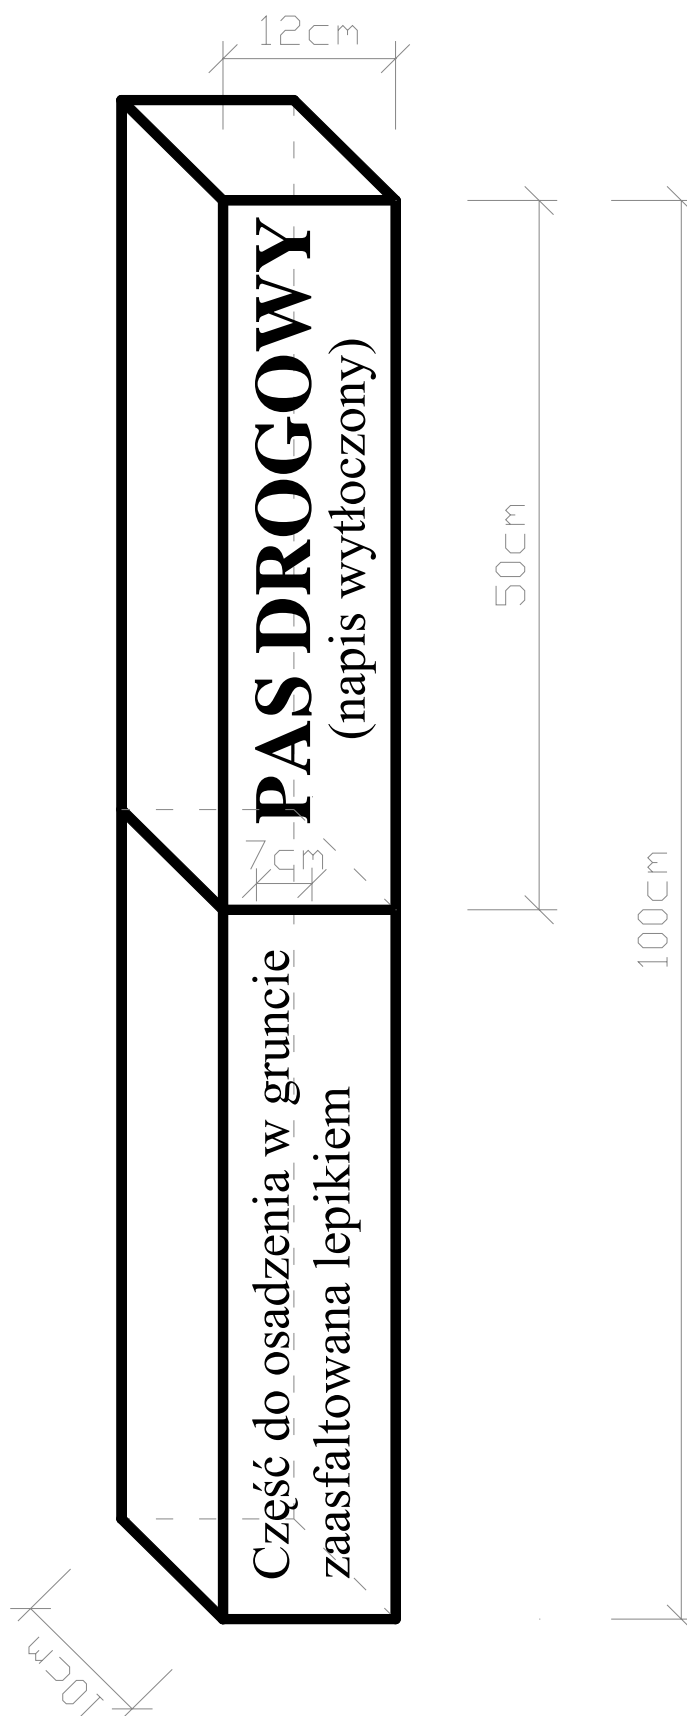 12cm
PAS DROGOWY
(napis wytłoczony)
50cm
7cm
100cm
Część do osadzenia w gruncie
zaasfaltowana lepikiem
10cm